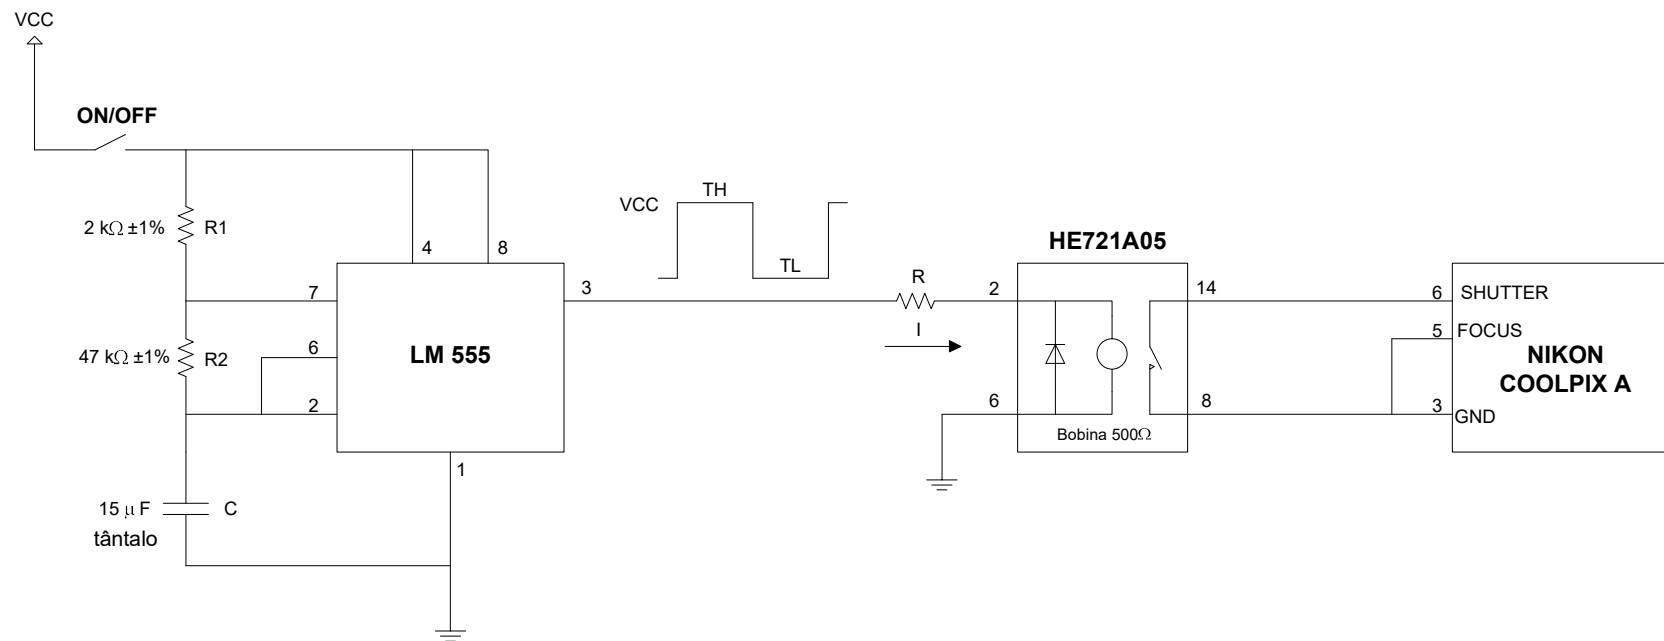 VCC
ON/OFF
2 kΩ ±1%
R1
4
8
7
3
47 kΩ ±1%
R2
6
LM 555
2
1
15 μ F
C
tântalo
VCC
TH
TL
R
I
HE721A05
2
14
6
8
Bobina 500Ω
6
SHUTTER
5
FOCUS
NIKON
COOLPIX A
3
GND